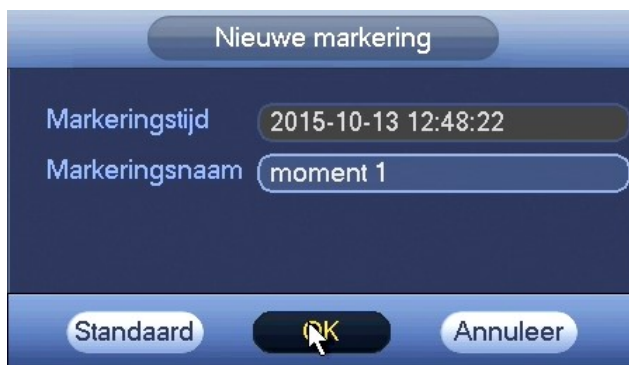 Nieuwe markering
Markeringstijd 2015-10-13 12:48:22
Markeringsnaam moment 1
Standaard OK Annuleer